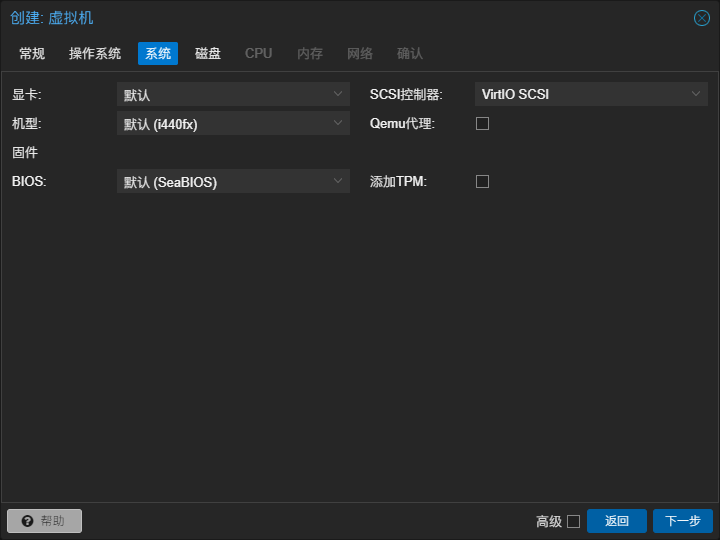 创建: 虚拟机
常规 操作系统 系统 磁盘 CPU 内存 网络 确认
显卡: 默认 SCSI控制器: VirtIO SCSI
机型: 默认 (i440fx) Qemu代理:
固件
BIOS: 默认 (SeaBIOS) 添加TPM:
帮助 高级 返回 下一步